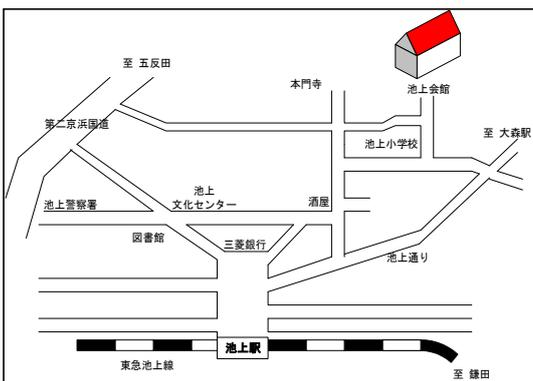 至 五反田
本門寺
池上会館
第二京浜国道
池上小学校
至 大森駅
池上警察署
池上
文化センター
酒屋
図書館
三菱銀行
池上通り
池上駅
東急池上線
至 鎌田